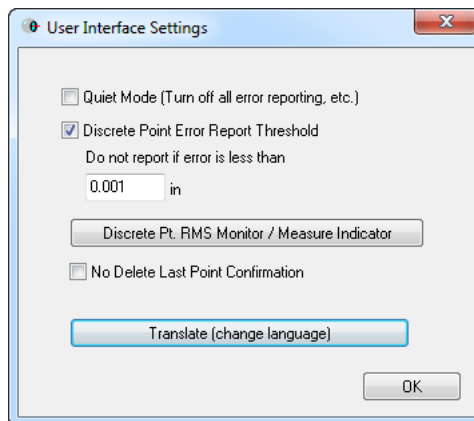 User Interface Settings
Quiet Mode (Turn off all error reporting, etc.)
Discrete Point Error Report Threshold
Do not report if error is less than
0.001 in
Discrete Pt. RMS Monitor / Measure Indicator
No Delete Last Point Confirmation
Translate (change language)
OK